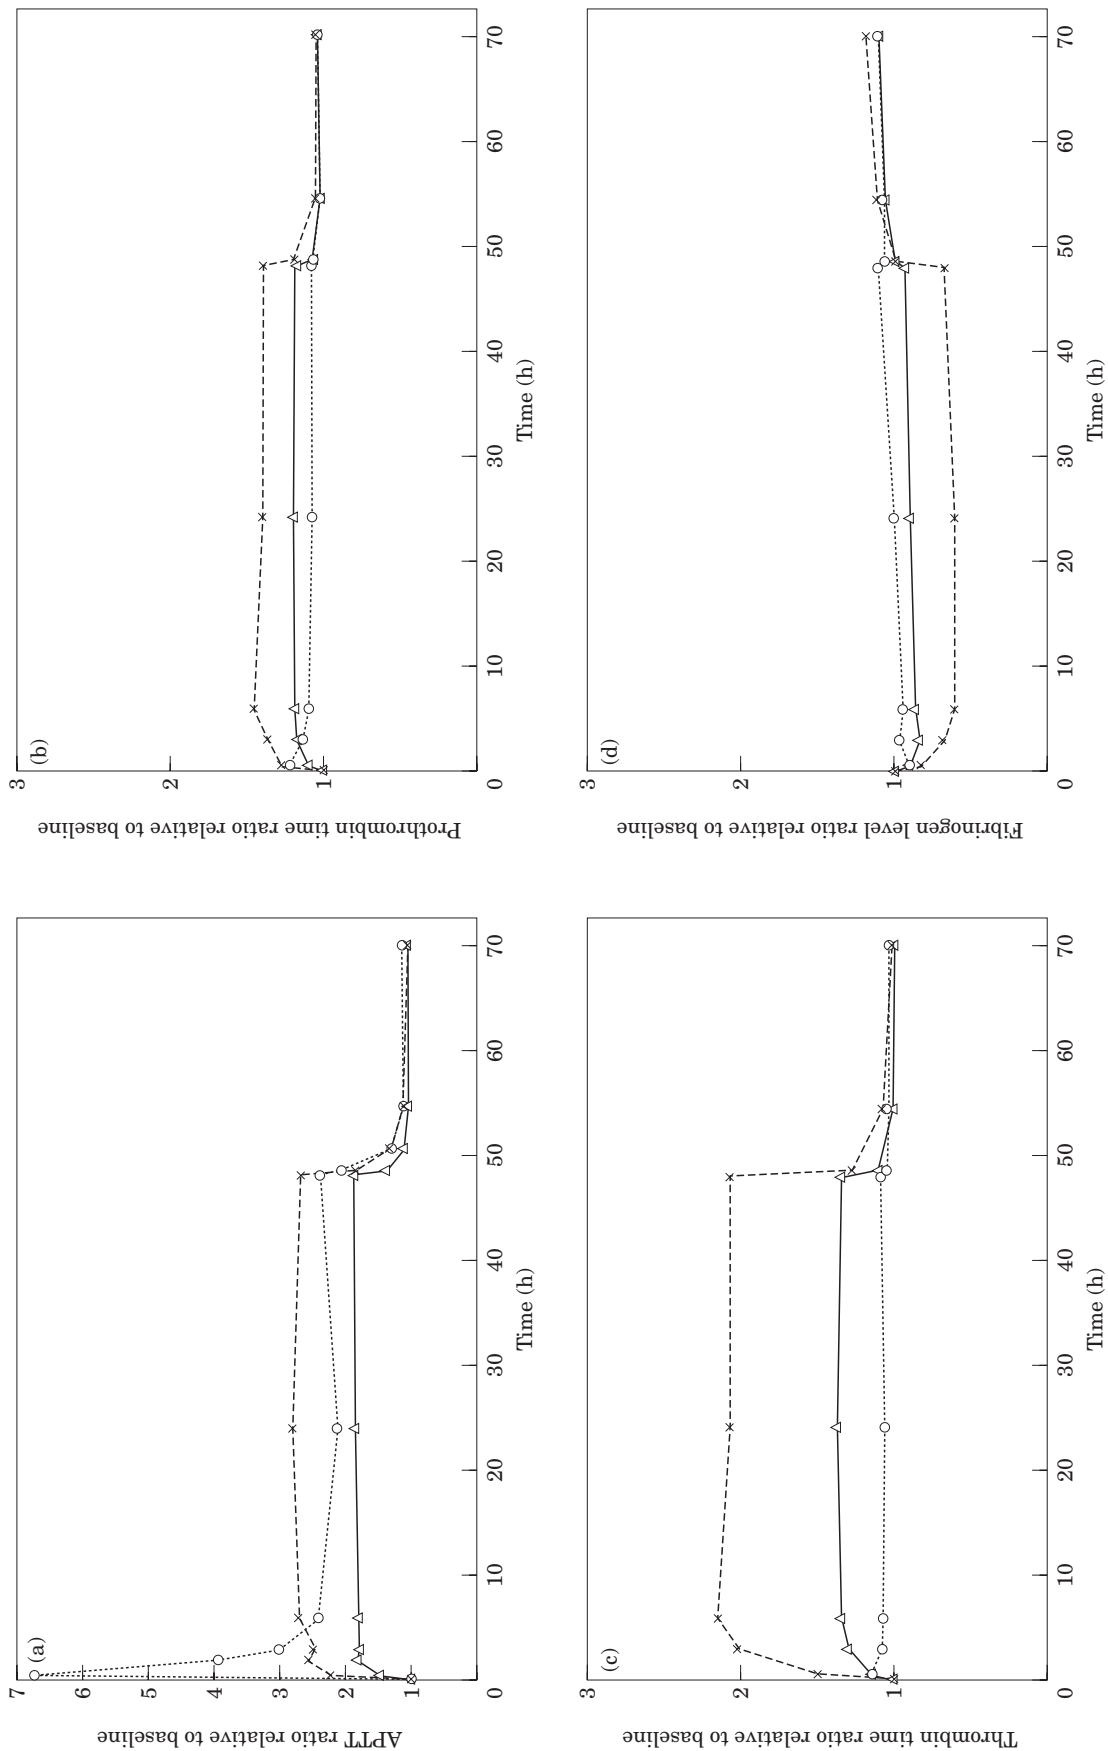 (a)
APTT ratio relative to baseline
7
6
5
4
3
2
1
0 10 20 30 40 50 60 70
Time (h)
(b)
Prothrombin time ratio relative to baseline
3
2
1
0 10 20 30 40 50 60 70
Time (h)
(c)
Thrombin time ratio relative to baseline
3
2
1
0 10 20 30 40 50 60 70
Time (h)
(d)
Fibrinogen level ratio relative to baseline
3
2
1
0 10 20 30 40 50 60 70
Time (h)